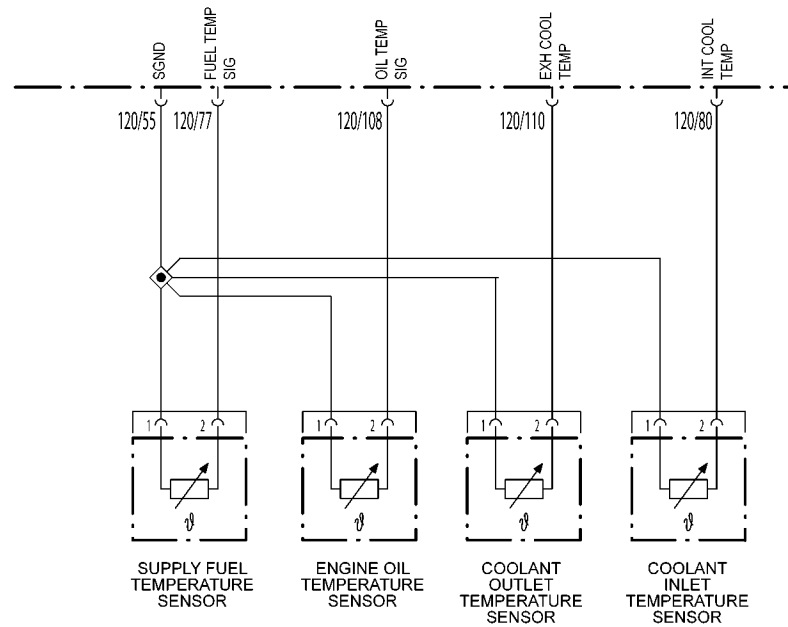 SGND
FUEL TEMP
SIG
OIL TEMP
SIG
EXH COOL
TEMP
INT COOL
TEMP
120/55
120/77
120/108
120/110
120/80
1
2
1
2
1
2
1
2
ϑ
ϑ
ϑ
ϑ
SUPPLY FUEL
TEMPERATURE
SENSOR
ENGINE OIL
TEMPERATURE
SENSOR
COOLANT
OUTLET
TEMPERATURE
SENSOR
COOLANT
INLET
TEMPERATURE
SENSOR